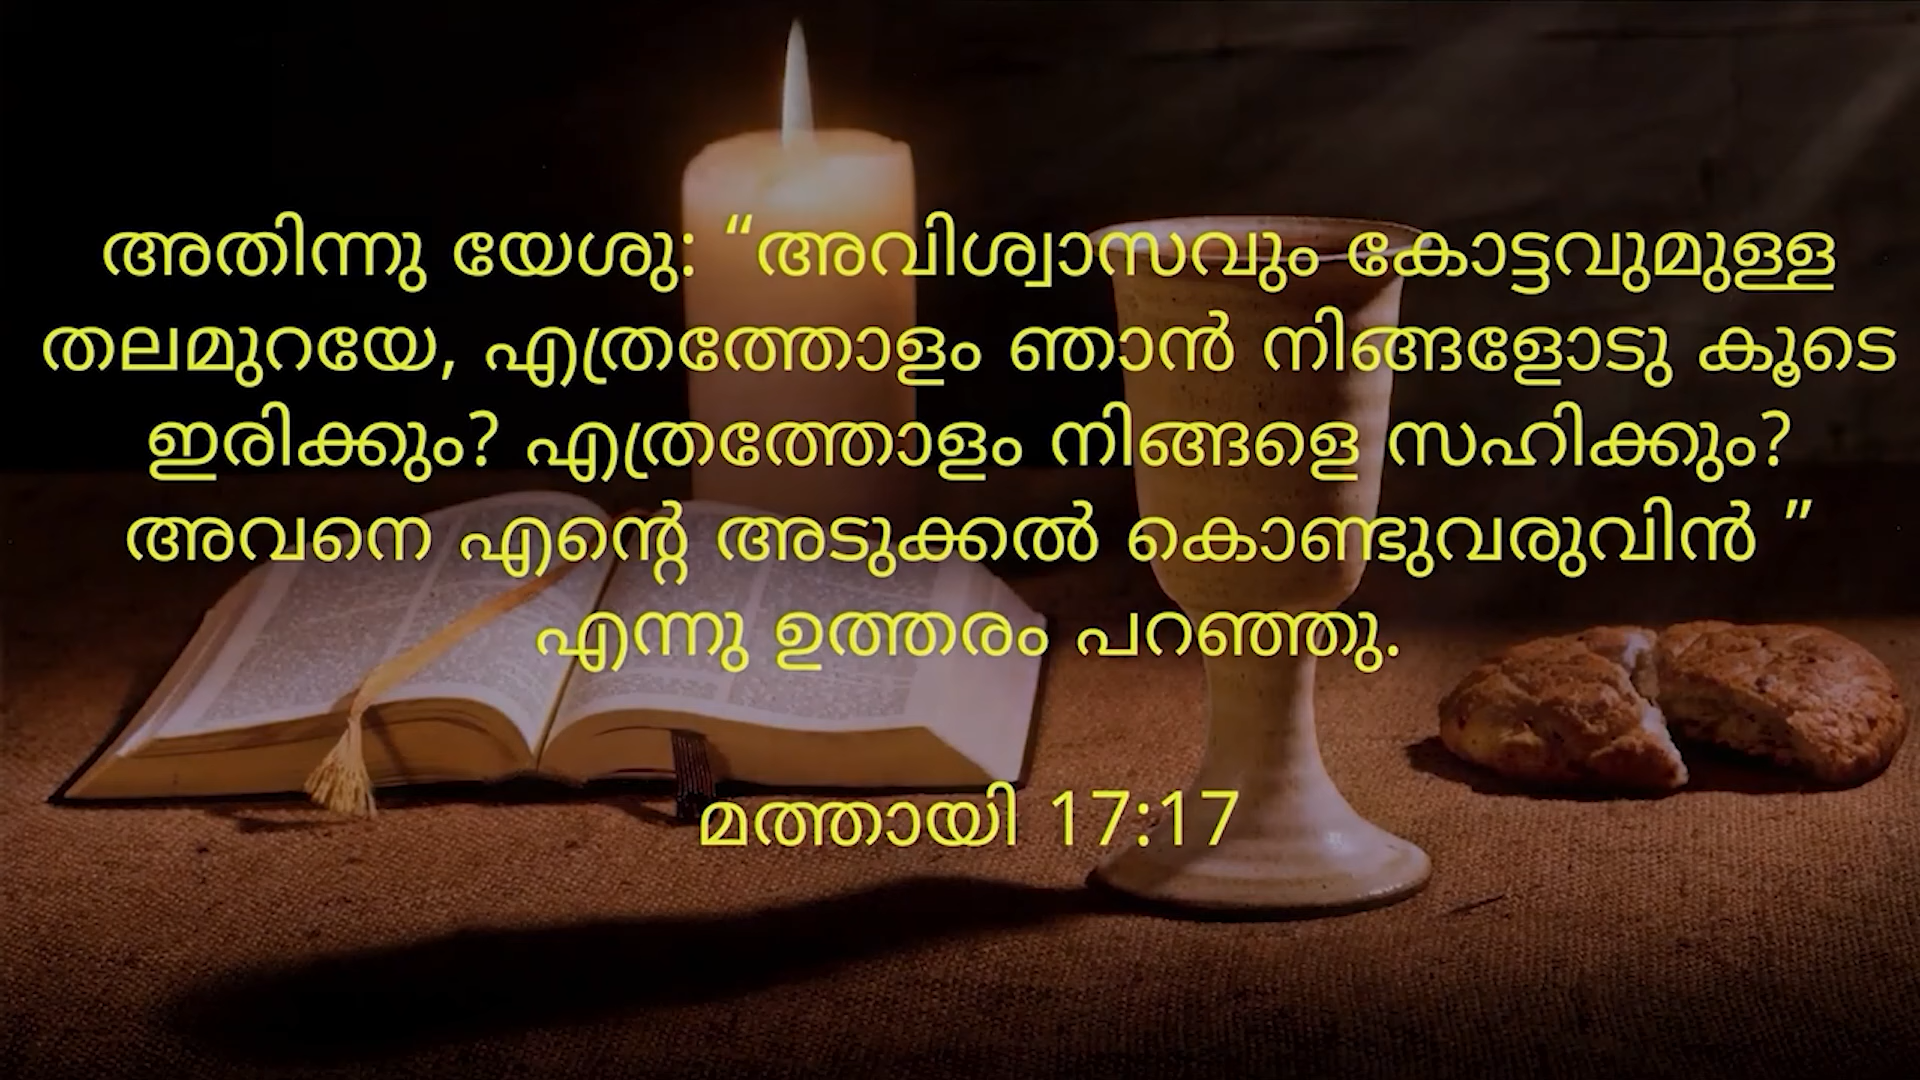 അതിന്നു യേശു: “അവിശ്വാസവും കോട്ടവുമുള്ള
തലമുറയേ, എത്രത്തോളം ഞാൻ നിങ്ങളോടു കൂടെ
ഇരിക്കും? എത്രത്തോളം നിങ്ങളെ സഹിക്കും?
അവനെ എന്റെ അടുക്കൽ കൊണ്ടുവരുവിൻ ”
എന്നു ഉത്തരം പറഞ്ഞു.
മത്തായി 17:17